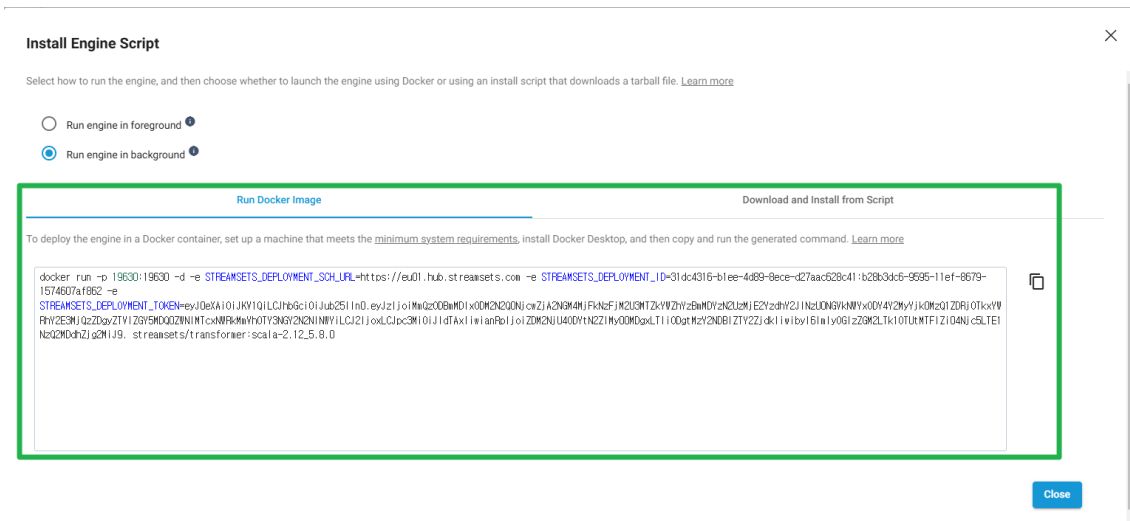 Install Engine Script
Select how to run the engine, and then choose whether to launch the engine using Docker or using an install script that downloads a tarball file. Learn more
Run engine in foreground
Run engine in background
Run Docker Image
Download and Install from Script
To deploy the engine in a Docker container, set up a machine that meets the minimum system requirements, install Docker Desktop, and then copy and run the generated command. Learn more
docker run -p 19630:19630 -d -e STREAMSETS_DEPLOYMENT_SCH_URL=https://eu01.hub.streamsets.com -e STREAMSETS_DEPLOYMENT_ID=31dc4316-b1ee-4d89-8ece-d27aac628c41:b28b3dc6-9595-11ef-8679-
1574607af862 -e
streamsets/transformer:scala-2.12_5.8.0
Close